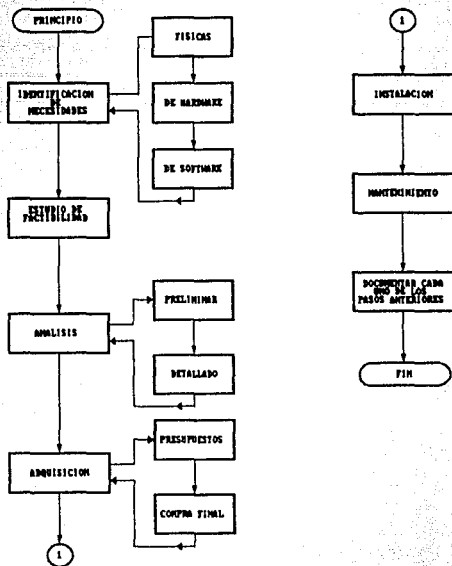 PRINCIPIO
IDENTIFICACION
DE
NECESIDADES
FISICAS
DE HARDWARE
DE SOFTWARE
ESTUDIO DE
FACTIBILIDAD
ANALISIS
PRELIMINAR
DETALLADO
ADQUISICION
PRESUPUESTOS
COMPRA FINAL
1
1
INSTALACION
MANTENIMIENTO
DOCUMENTAR CADA
UNO DE LOS
PASOS ANTERIORES
FIN